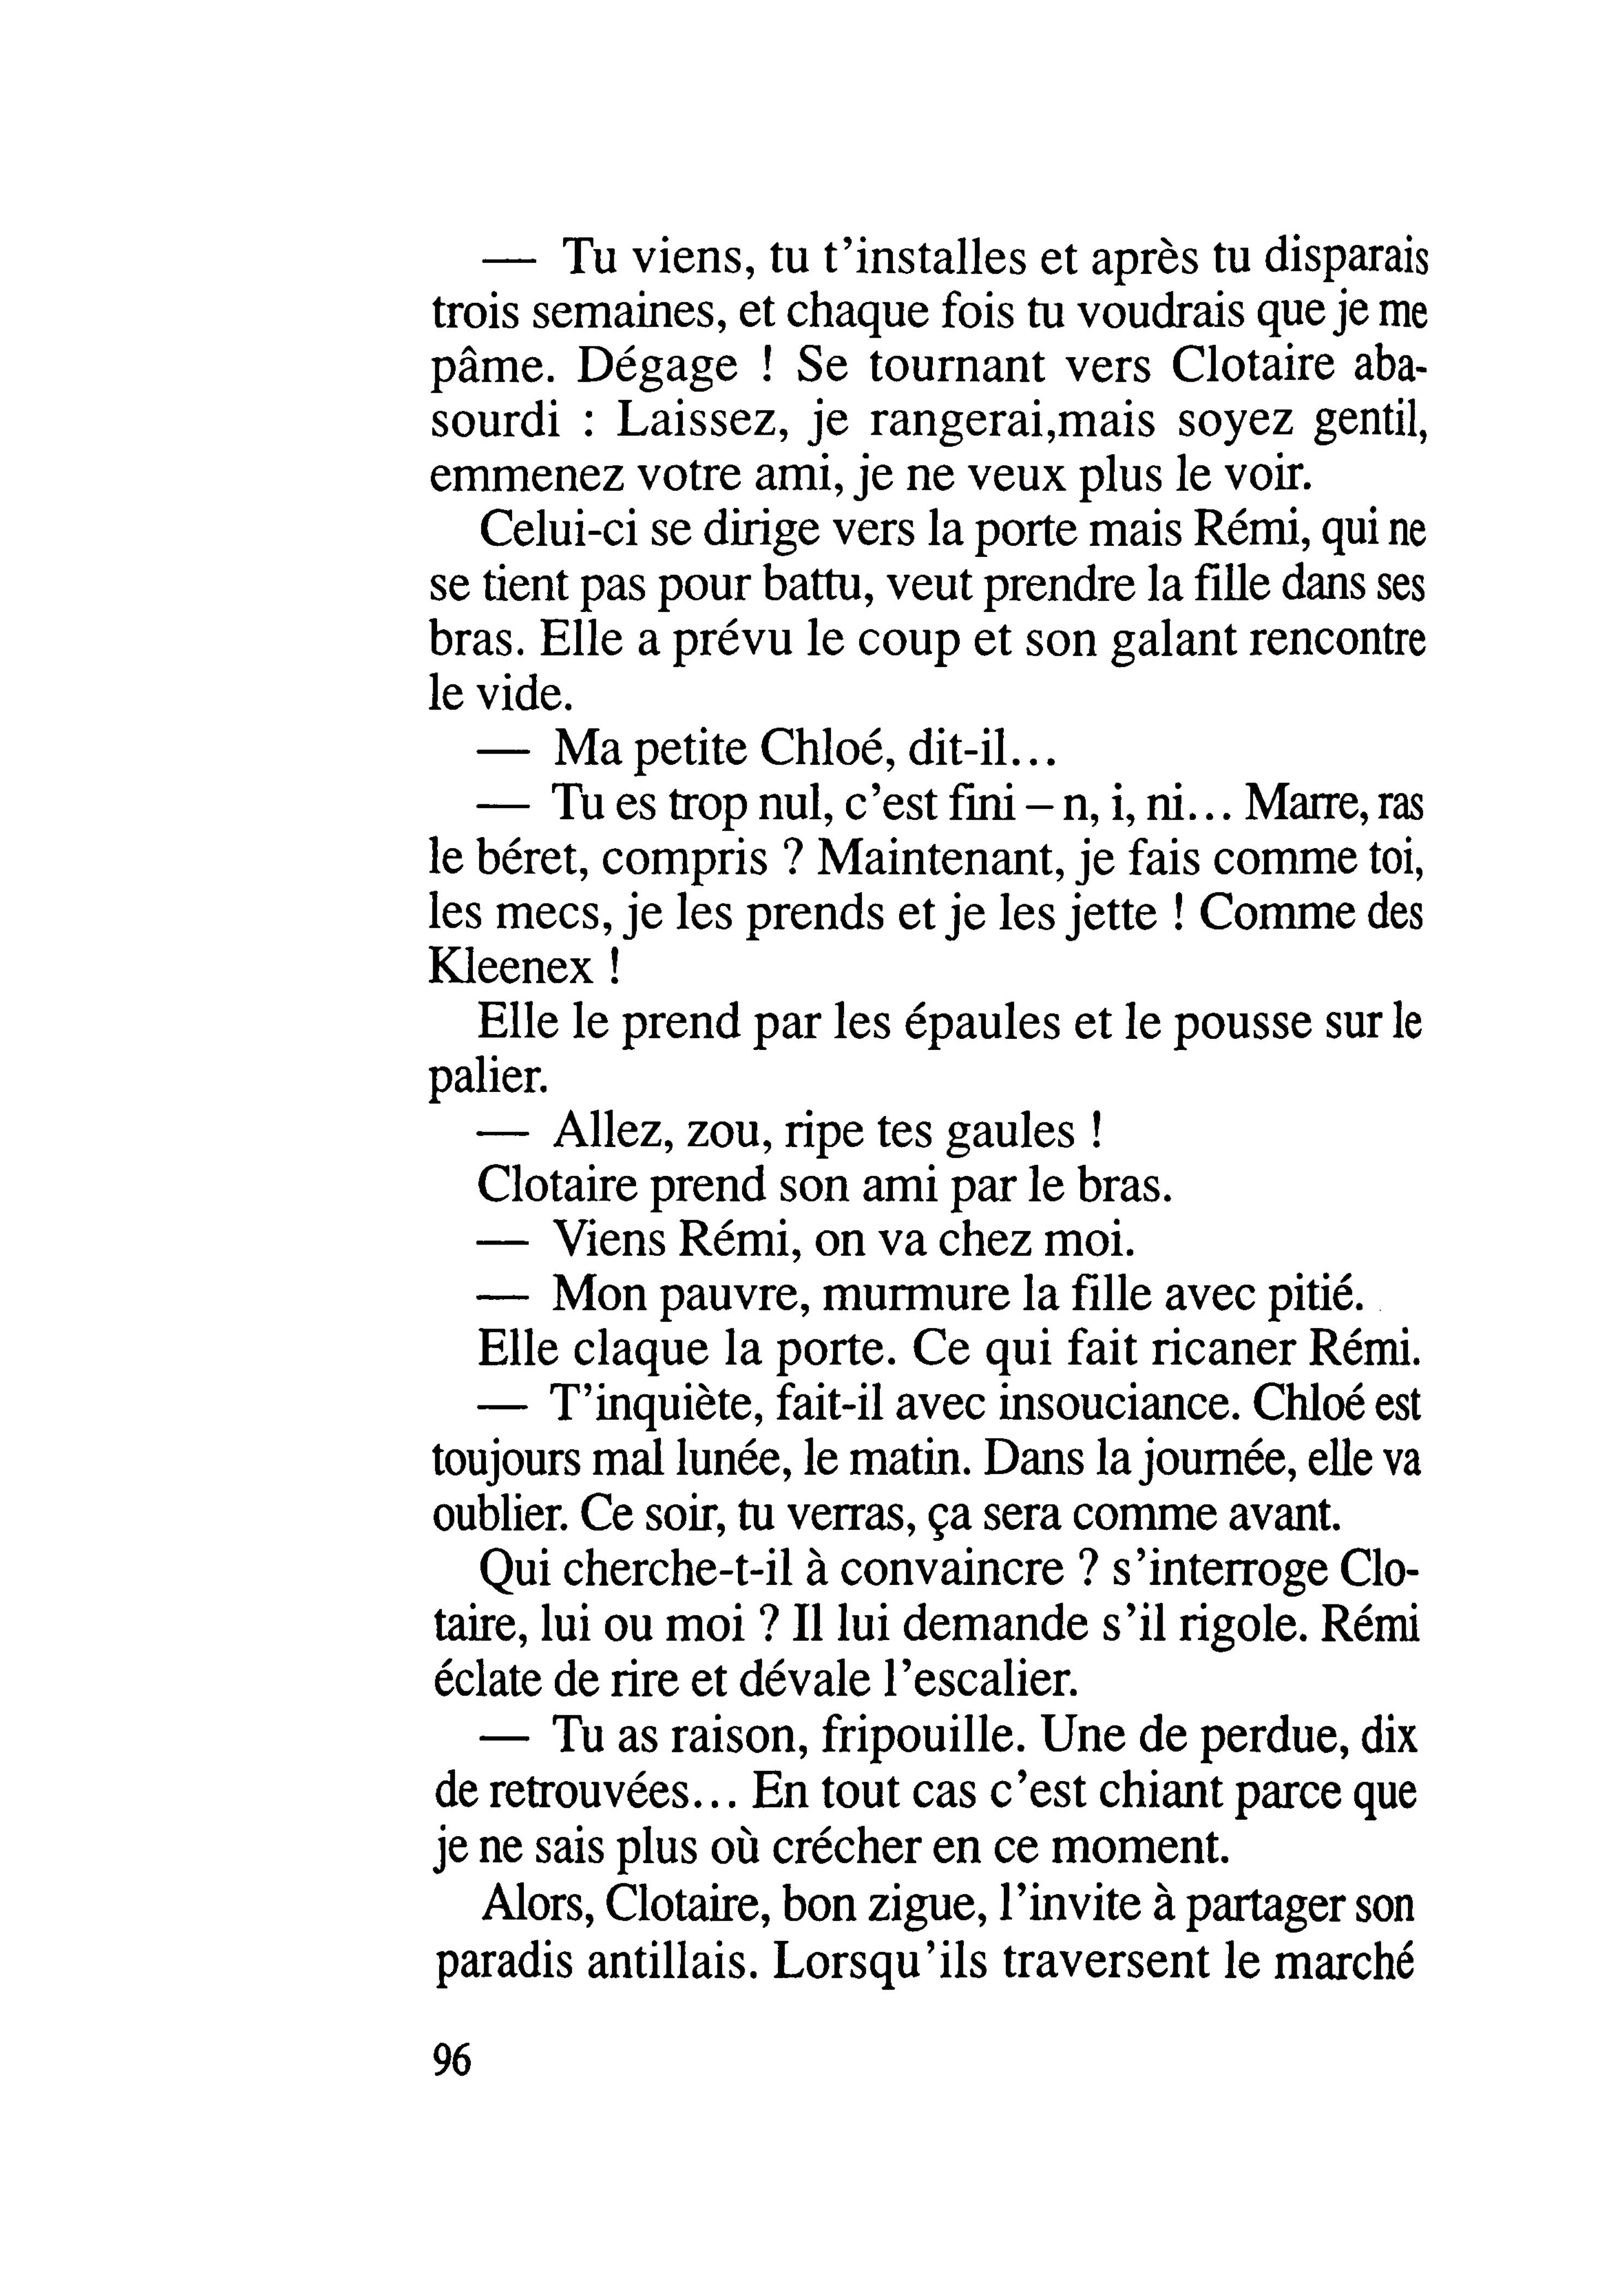 — Tu viens, tu t'installes et après tu disparais
trois semaines, et chaque fois tu voudrais que je me
pâme. Dégage ! Se tournant vers Clotaire aba-
sourdi : Laissez, je rangerai,mais soyez gentil,
emmenez votre ami, je ne veux plus le voir.
Celui-ci se dirige vers la porte mais Rémi, qui ne
se tient pas pour battu, veut prendre la fille dans ses
bras. Elle a prévu le coup et son galant rencontre
le vide.
— Ma petite Chloé, dit-il...
— Tu es trop nul, c'est fini – n, i, ni... Marre, ras
le béret, compris ? Maintenant, je fais comme toi,
les mecs, je les prends et je les jette ! Comme des
Kleenex !
Elle le prend par les épaules et le pousse sur le
palier.
— Allez, zou, ripe tes gaules !
Clotaire prend son ami par le bras.
— Viens Rémi, on va chez moi.
— Mon pauvre, murmure la fille avec pitié.
Elle claque la porte. Ce qui fait ricaner Rémi.
— T'inquiète, fait-il avec insouciance. Chloé est
toujours mal lunée, le matin. Dans la journée, elle va
oublier. Ce soir, tu verras, ça sera comme avant.
Qui cherche-t-il à convaincre ? s'interroge Clo-
taire, lui ou moi ? Il lui demande s'il rigole. Rémi
éclate de rire et dévale l'escalier.
— Tu as raison, fripouille. Une de perdue, dix
de retrouvées... En tout cas c'est chiant parce que
je ne sais plus où crécher en ce moment.
Alors, Clotaire, bon zigue, l'invite à partager son
paradis antillais. Lorsqu'ils traversent le marché
96